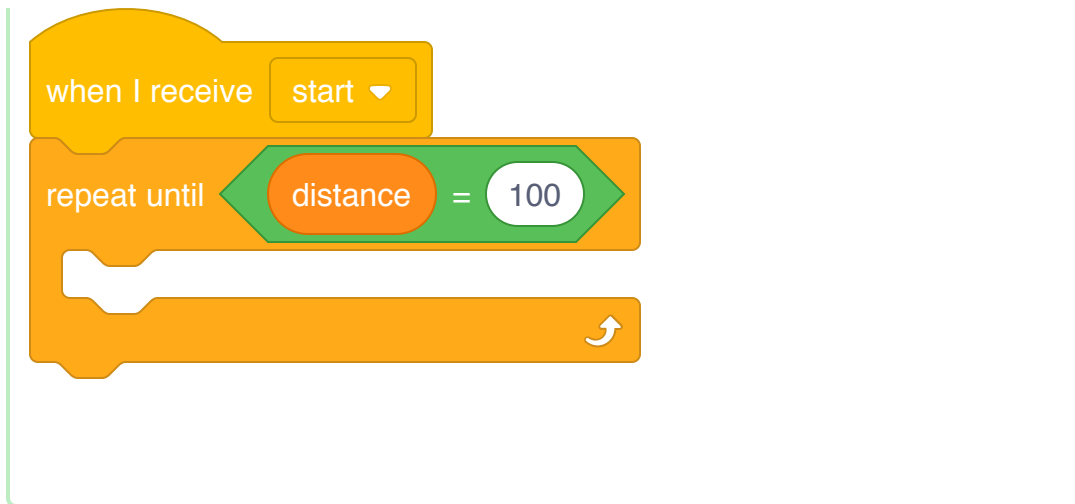 when I receive start
repeat until distance = 100